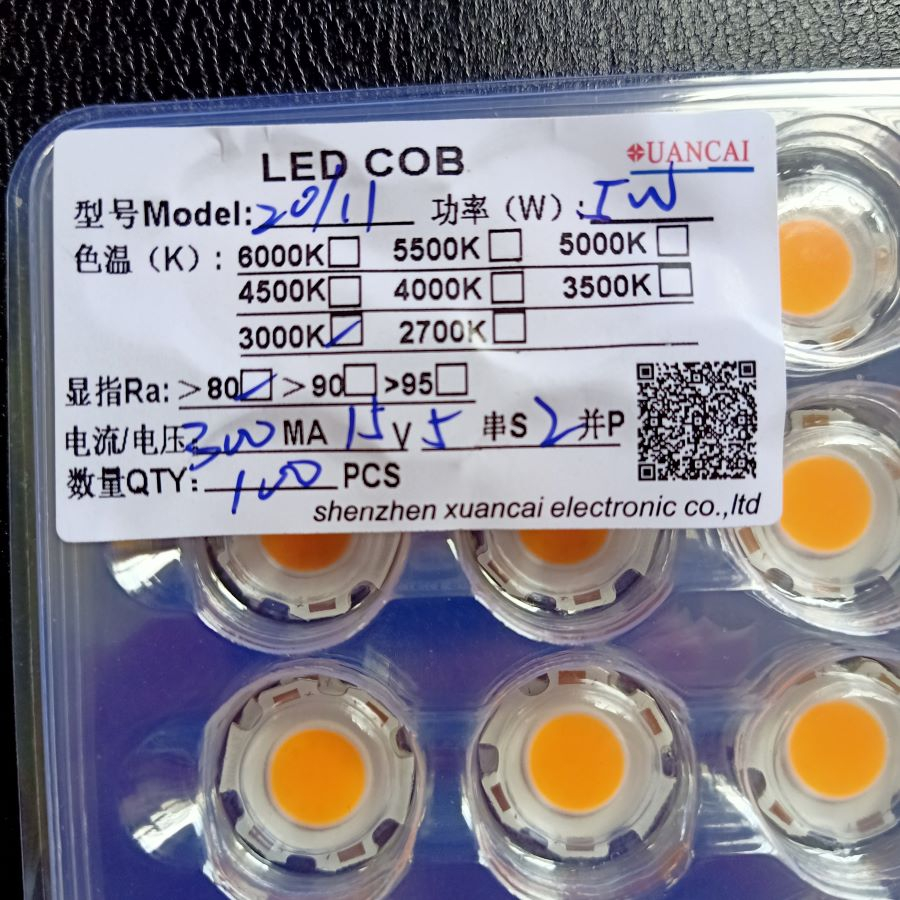 LED COB
XUANCAI
型号Model: 2011 功率（W）: 5W
色温（K）: 6000K 5500K 5000K
4500K 4000K 3500K
3000K 2700K
显指Ra: >80 >90 >95
电流/电压: 300 MA 15 V 5 串S 2 并P
数量QTY: 100 PCS
shenzhen xuancai electronic co.,ltd